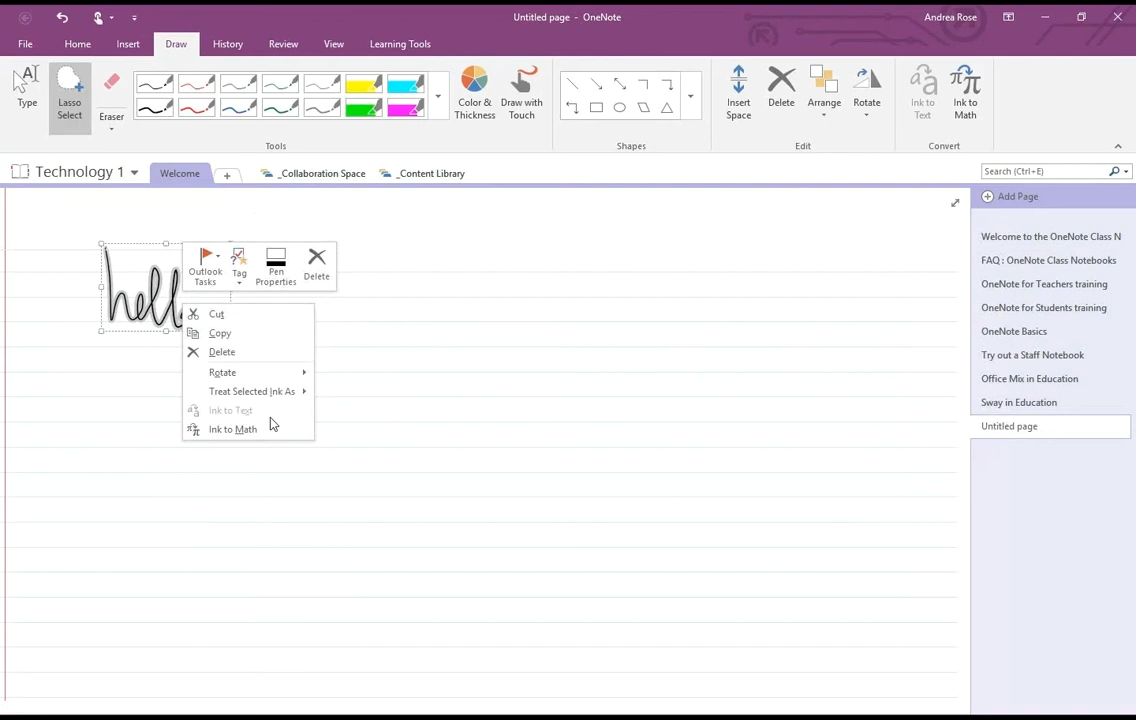 Untitled page - OneNote
Andrea Rose
File Home Insert Draw History Review View Learning Tools
Type
Lasso Select
Eraser
Color & Thickness
Draw with Touch
Insert Space
Delete
Arrange
Rotate
Ink to Text
Ink to Math
Tools
Shapes
Edit
Convert
Technology 1
Welcome
_Collaboration Space
_Content Library
Search (Ctrl+E)
Add Page
Welcome to the OneNote Class N
FAQ : OneNote Class Notebooks
OneNote for Teachers training
OneNote for Students training
OneNote Basics
Try out a Staff Notebook
Office Mix in Education
Sway in Education
Untitled page
hell
Outlook Tasks
Tag
Pen Properties
Delete
Cut
Copy
Delete
Rotate
Treat Selected Ink As
Ink to Text
Ink to Math